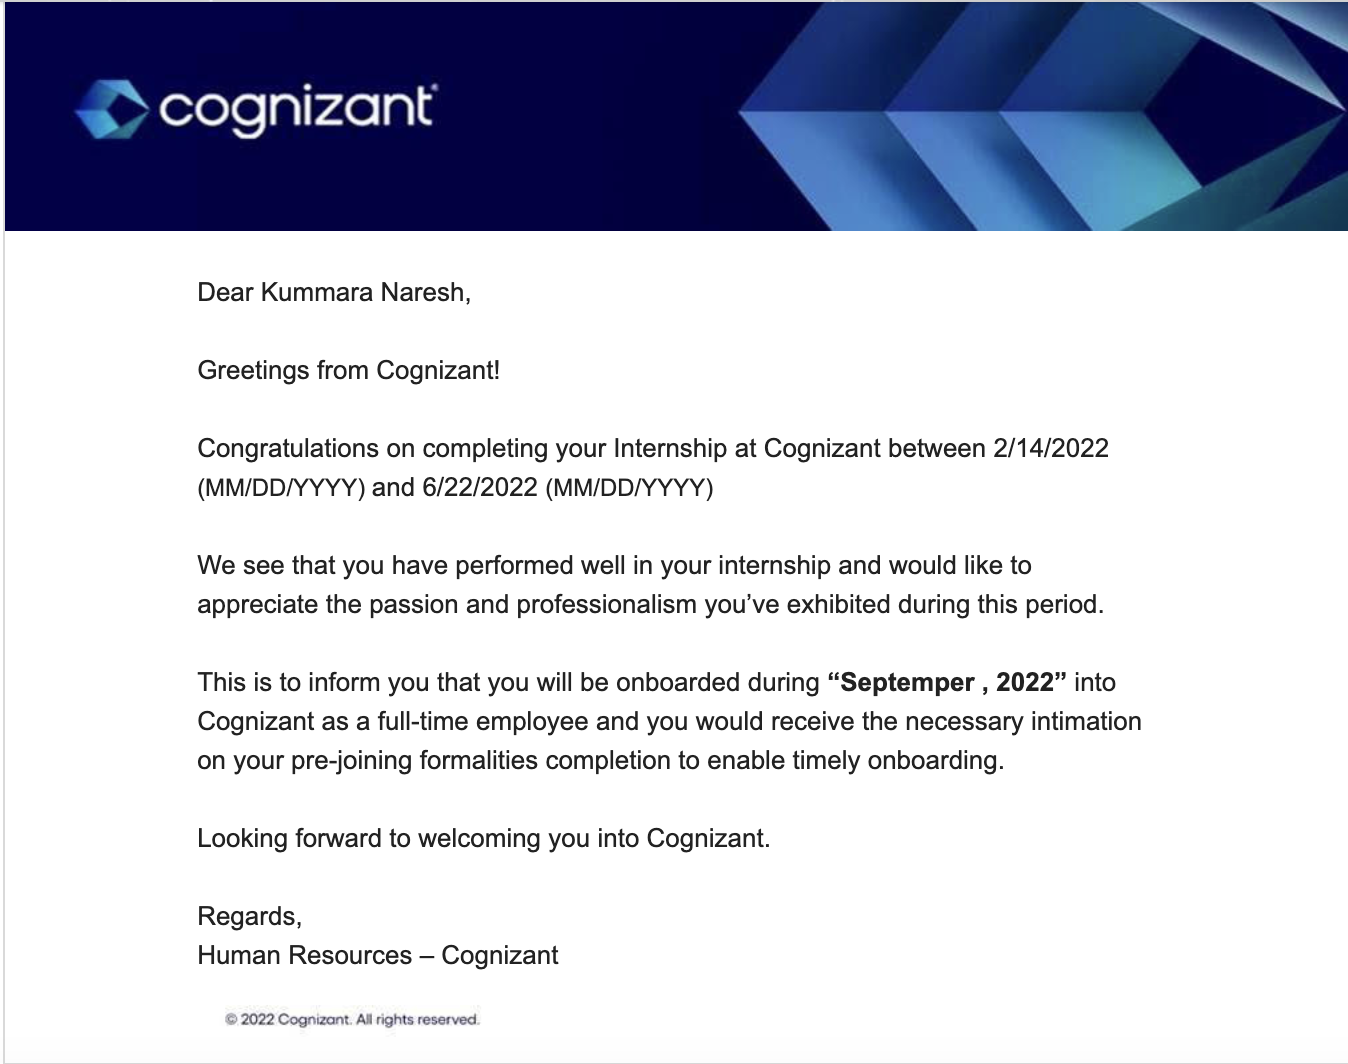 cognizant
Dear Kummara Naresh,
Greetings from Cognizant!
Congratulations on completing your Internship at Cognizant between 2/14/2022
(MM/DD/YYYY) and 6/22/2022 (MM/DD/YYYY)
We see that you have performed well in your internship and would like to
appreciate the passion and professionalism you’ve exhibited during this period.
This is to inform you that you will be onboarded during “Septemper , 2022” into
Cognizant as a full-time employee and you would receive the necessary intimation
on your pre-joining formalities completion to enable timely onboarding.
Looking forward to welcoming you into Cognizant.
Regards,
Human Resources – Cognizant
© 2022 Cognizant. All rights reserved.